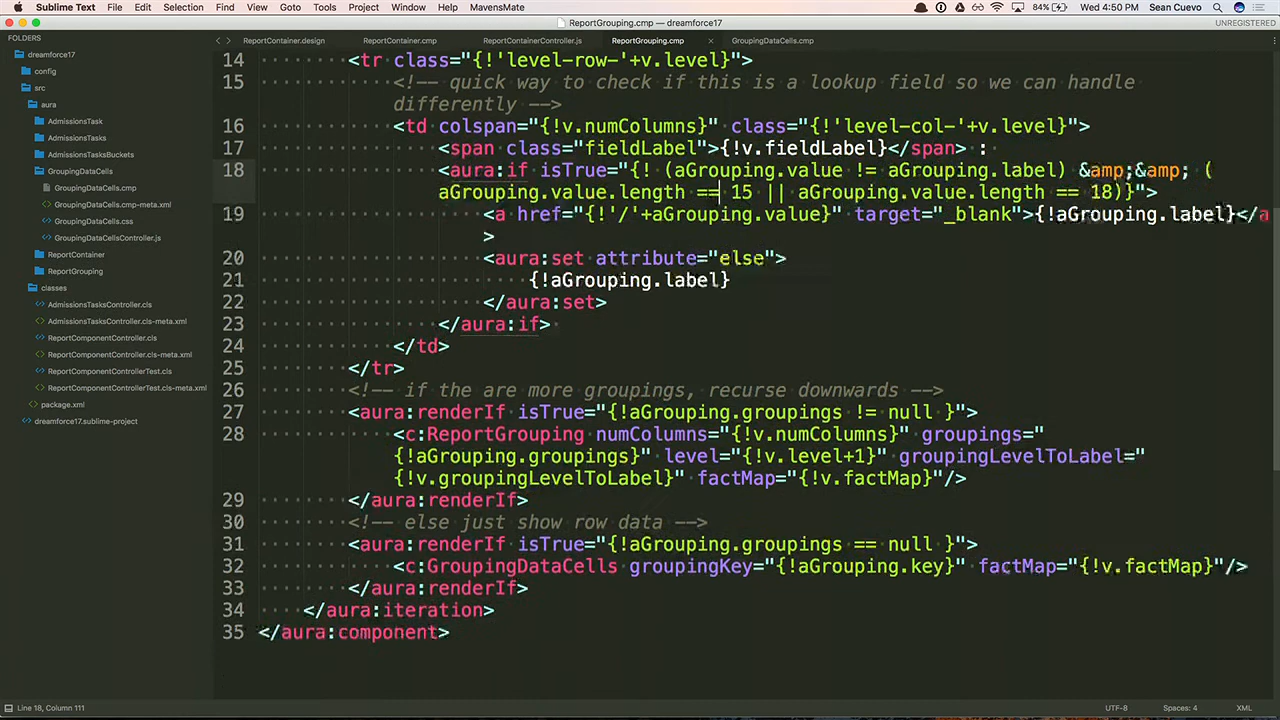 Sublime Text File Edit Selection Find View Goto Tools Project Window Help MavensMate 84% Wed 4:50 PM Sean Cuevo
ReportGrouping.cmp — dreamforce17 UNREGISTERED
FOLDERS
dreamforce17
config
src
aura
AdmissionsTask
AdmissionsTasks
AdmissionsTasksBuckets
GroupingDataCells
GroupingDataCells.cmp
GroupingDataCells.cmp-meta.xml
GroupingDataCells.css
GroupingDataCellsController.js
ReportContainer
ReportGrouping
classes
AdmissionsTasksController.cls
AdmissionsTasksController.cls-meta.xml
ReportComponentController.cls
ReportComponentController.cls-meta.xml
ReportComponentControllerTest.cls
ReportComponentControllerTest.cls-meta.xml
package.xml
dreamforce17.sublime-project
ReportContainer.design ReportContainer.cmp ReportContainerController.js ReportGrouping.cmp × GroupingDataCells.cmp
14 <tr class="{!'level-row-'+v.level}">
15 <!-- quick way to check if this is a lookup field so we can handle
differently -->
16 <td colspan="{!v.numColumns}" class="{!'level-col-'+v.level}">
17 <span class="fieldLabel">{!v.fieldLabel}</span> :
18 <aura:if isTrue="{! (aGrouping.value != aGrouping.label) &amp;&amp; (
aGrouping.value.length == 15 || aGrouping.value.length == 18)}">
19 <a href="{!'/'+aGrouping.value}" target="_blank">{!aGrouping.label}</a
>
20 <aura:set attribute="else">
21 {!aGrouping.label}
22 </aura:set>
23 </aura:if>
24 </td>
25 </tr>
26 <!-- if the are more groupings, recurse downwards -->
27 <aura:renderIf isTrue="{!aGrouping.groupings != null }">
28 <c:ReportGrouping numColumns="{!v.numColumns}" groupings="
{!aGrouping.groupings}" level="{!v.level+1}" groupingLevelToLabel="
{!v.groupingLevelToLabel}" factMap="{!v.factMap}"/>
29 </aura:renderIf>
30 <!-- else just show row data -->
31 <aura:renderIf isTrue="{!aGrouping.groupings == null }">
32 <c:GroupingDataCells groupingKey="{!aGrouping.key}" factMap="{!v.factMap}"/>
33 </aura:renderIf>
34 </aura:iteration>
35 </aura:component>
Line 18, Column 111 UTF-8 Spaces: 4 XML